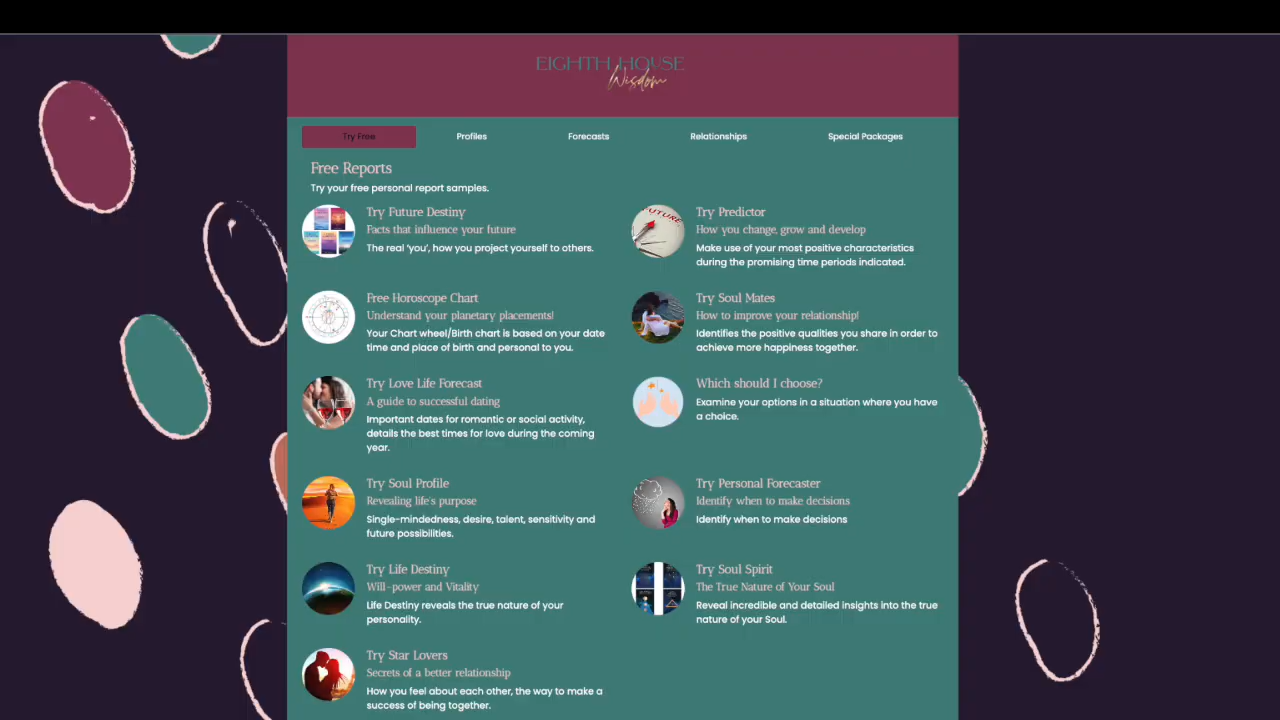 EIGHTH HOUSE
Wisdom
Try Free
Profiles
Forecasts
Relationships
Special Packages
Free Reports
Try your free personal report samples.
Try Future Destiny
Facts that influence your future
The real 'you', how you project yourself to others.
FUTURE
Try Predictor
How you change, grow and develop
Make use of your most positive characteristics
during the promising time periods indicated.
Free Horoscope Chart
Understand your planetary placements!
Your Chart wheel/Birth chart is based on your date
time and place of birth and personal to you.
Try Soul Mates
How to improve your relationship!
Identifies the positive qualities you share in order to
achieve more happiness together.
Try Love Life Forecast
A guide to successful dating
Important dates for romantic or social activity,
details the best times for love during the coming
year.
Which should I choose?
Examine your options in a situation where you have
a choice.
Try Soul Profile
Revealing life's purpose
Single-mindedness, desire, talent, sensitivity and
future possibilities.
Try Personal Forecaster
Identify when to make decisions
Identify when to make decisions
Try Life Destiny
Will-power and Vitality
Life Destiny reveals the true nature of your
personality.
Try Soul Spirit
The True Nature of Your Soul
Reveal incredible and detailed insights into the true
nature of your Soul.
Try Star Lovers
Secrets of a better relationship
How you feel about each other, the way to make a
success of being together.